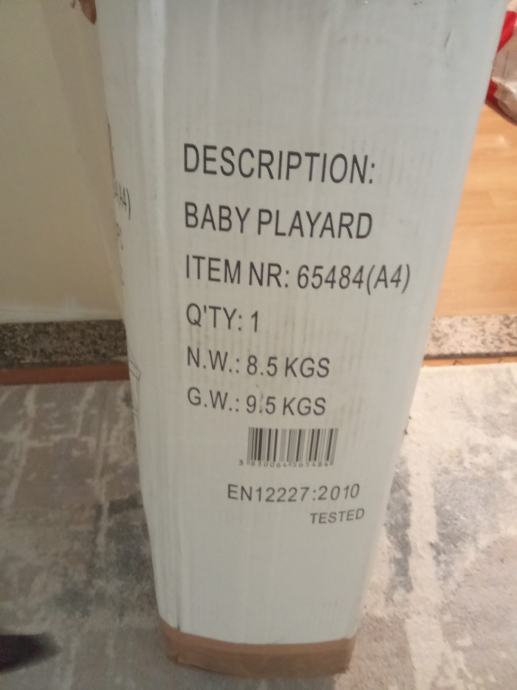 DESCRIPTION:
BABY PLAYARD
ITEM NR: 65484(A4)
Q'TY: 1
N.W.: 8.5 KGS
G.W.: 9.5 KGS
EN12227:2010
TESTED